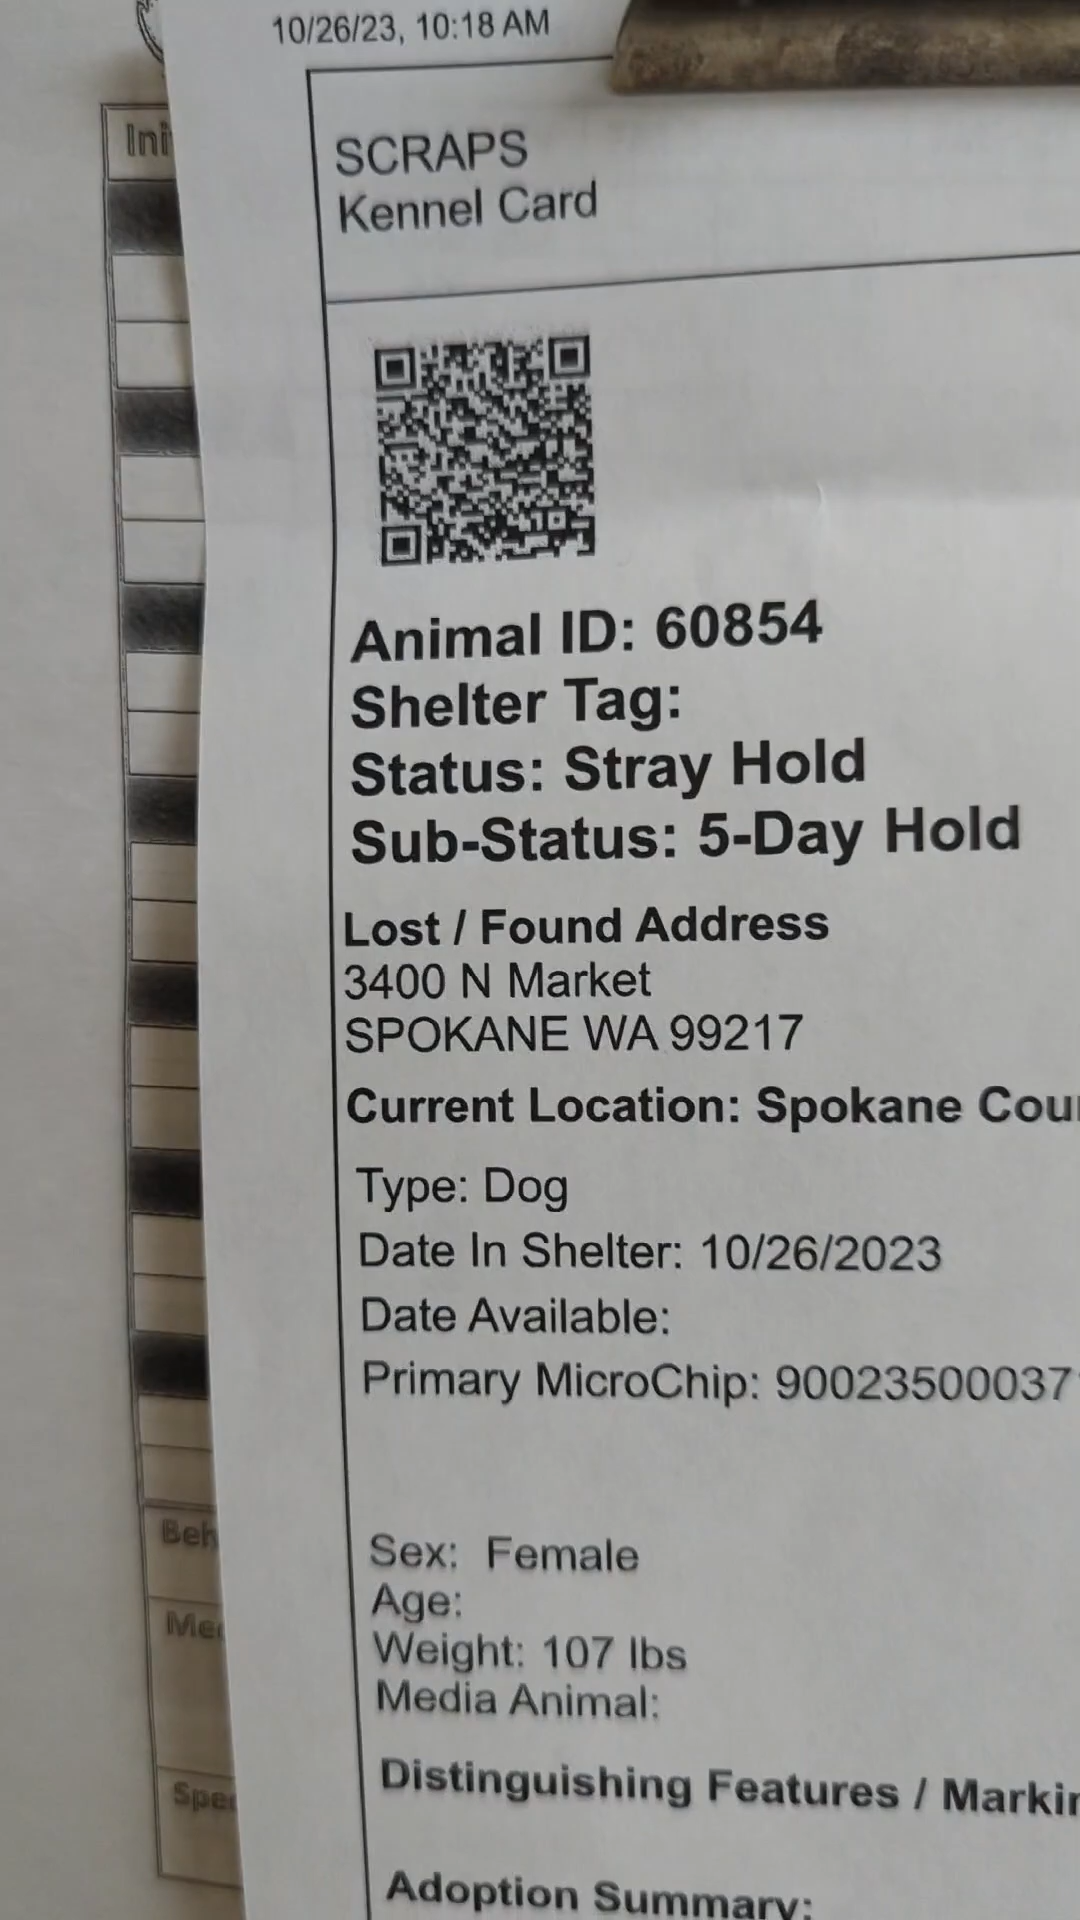 10/26/23, 10:18 AM
SCRAPS
Kennel Card
Animal ID: 60854
Shelter Tag:
Status: Stray Hold
Sub-Status: 5-Day Hold
Lost / Found Address
3400 N Market
SPOKANE WA 99217
Current Location: Spokane
Type: Dog
Date In Shelter: 10/26/2023
Date Available:
Primary MicroChip: 90023500037
Sex: Female
Age:
Weight: 107 lbs
Media Animal:
Distinguishing Features /
Adoption Summary: